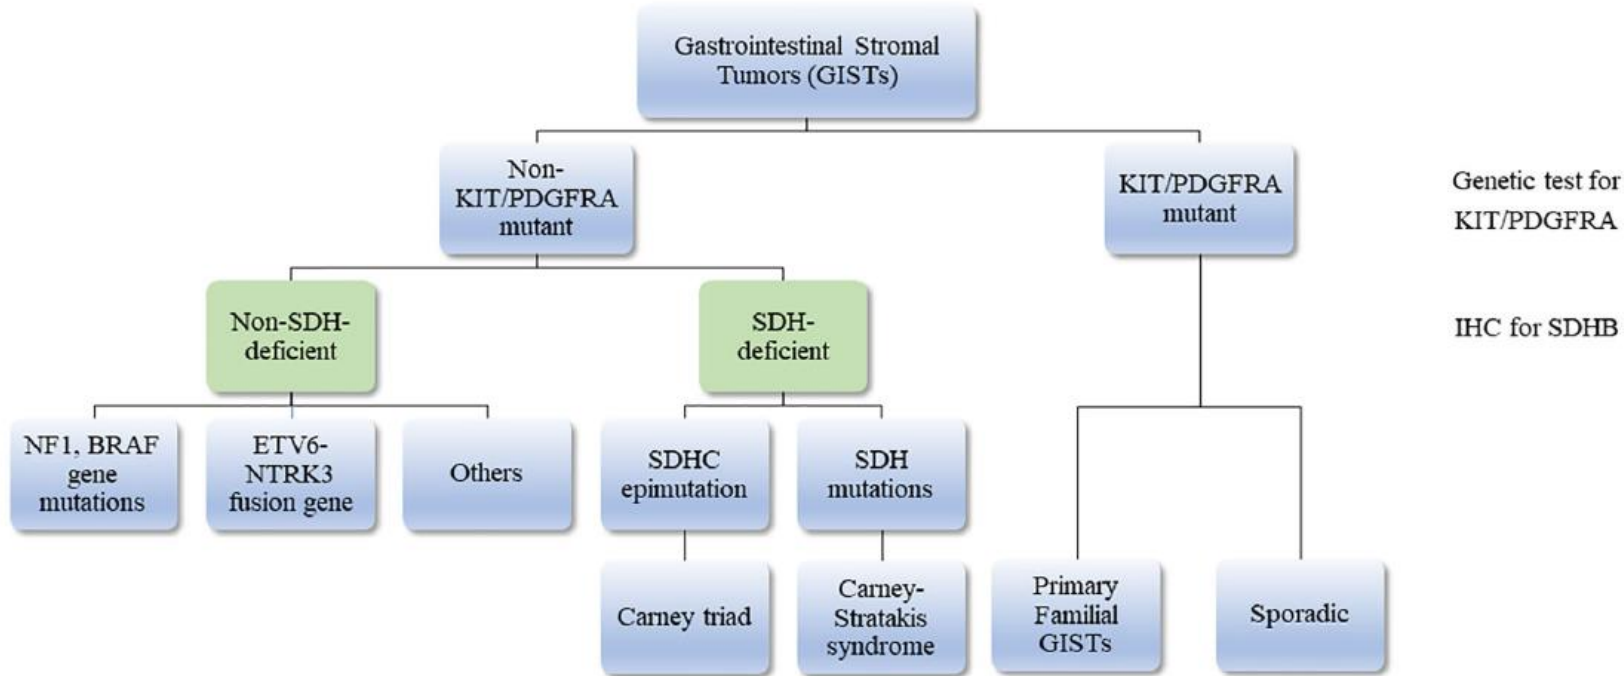 Gastrointestinal Stromal
Tumors (GISTs)
Non-
KIT/PDGFRA
mutant
KIT/PDGFRA
mutant
Genetic test for
KIT/PDGFRA
Non-SDH-
deficient
SDH-
deficient
IHC for SDHB
NF1, BRAF
gene
mutations
ETV6-
NTRK3
fusion gene
Others
SDHC
epimutation
SDH
mutations
Carney triad
Carney-
Stratakis
syndrome
Primary
Familial
GISTs
Sporadic